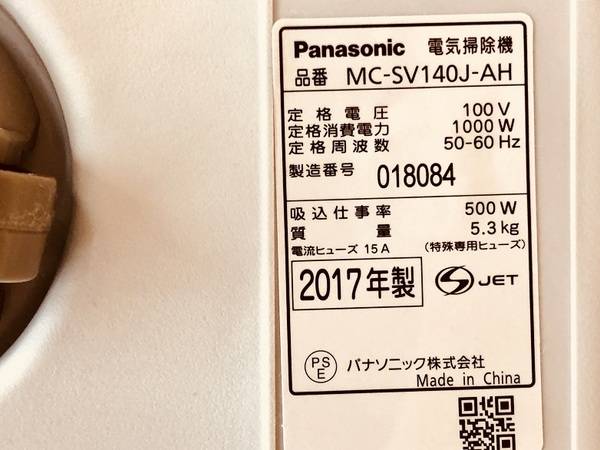 Panasonic 電気掃除機
品番 MC-SV140J-AH
定格電圧 100 V
定格消費電力 1000 W
定格周波数 50-60 Hz
製造番号 018084
吸込仕事率 500 W
質量 5.3 kg
電流ヒューズ 15 A (特殊専用ヒューズ)
2017年製 S JET
PS E パナソニック株式会社
Made in China